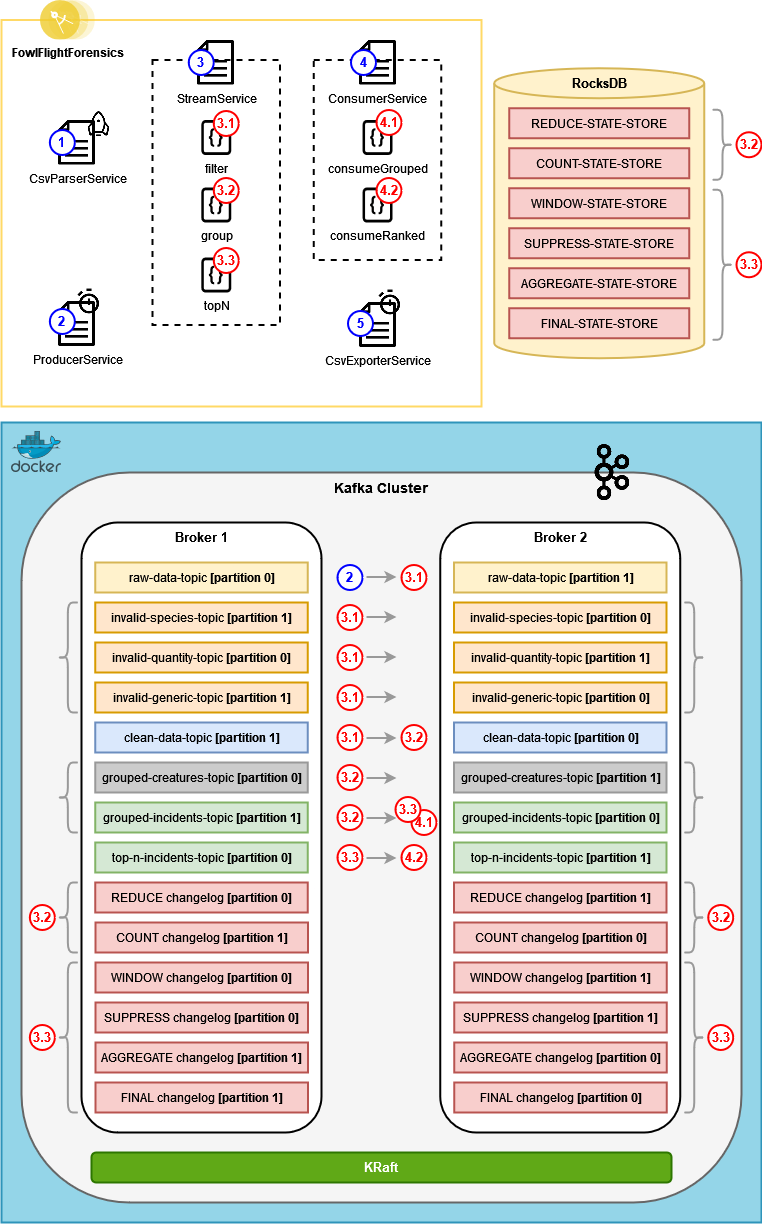 FowlFlightForensics
3
StreamService
3.1
{}
filter
3.2
{}
group
3.3
{}
topN
4
ConsumerService
4.1
{}
consumeGrouped
4.2
{}
consumeRanked
1
CsvParserService
2
ProducerService
5
CsvExporterService
RocksDB
REDUCE-STATE-STORE
COUNT-STATE-STORE
3.2
WINDOW-STATE-STORE
SUPPRESS-STATE-STORE
AGGREGATE-STATE-STORE
FINAL-STATE-STORE
3.3
docker
Kafka Cluster
Broker 1
raw-data-topic [partition 0]
invalid-species-topic [partition 1]
invalid-quantity-topic [partition 0]
invalid-generic-topic [partition 1]
clean-data-topic [partition 1]
grouped-creatures-topic [partition 0]
grouped-incidents-topic [partition 1]
top-n-incidents-topic [partition 0]
REDUCE changelog [partition 0]
COUNT changelog [partition 1]
3.2
WINDOW changelog [partition 0]
SUPPRESS changelog [partition 0]
AGGREGATE changelog [partition 1]
FINAL changelog [partition 1]
3.3
2 3.1
3.1
3.1
3.1
3.1 3.2
3.2
3.2 3.3 4.1
3.3 4.2
Broker 2
raw-data-topic [partition 1]
invalid-species-topic [partition 0]
invalid-quantity-topic [partition 1]
invalid-generic-topic [partition 0]
clean-data-topic [partition 0]
grouped-creatures-topic [partition 1]
grouped-incidents-topic [partition 0]
top-n-incidents-topic [partition 1]
REDUCE changelog [partition 1]
COUNT changelog [partition 0]
3.2
WINDOW changelog [partition 1]
SUPPRESS changelog [partition 1]
AGGREGATE changelog [partition 0]
FINAL changelog [partition 0]
3.3
KRaft